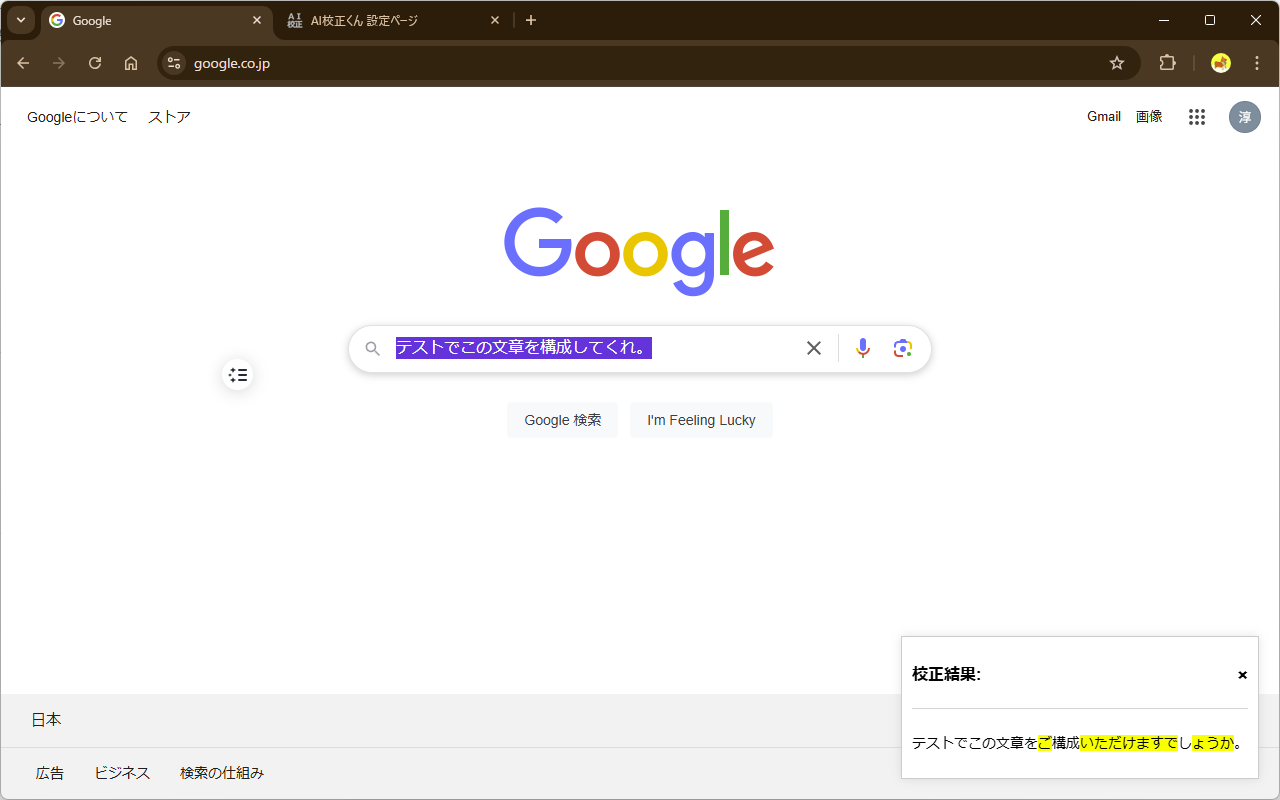 Google
AI校正 AI校正くん 設定ページ
google.co.jp
Googleについて ストア
Gmail 画像 淳
Google
テストでこの文章を構成してくれ。
Google 検索 I'm Feeling Lucky
校正結果:
テストでこの文章をご構成いただけますでしょうか。
日本
広告 ビジネス 検索の仕組み